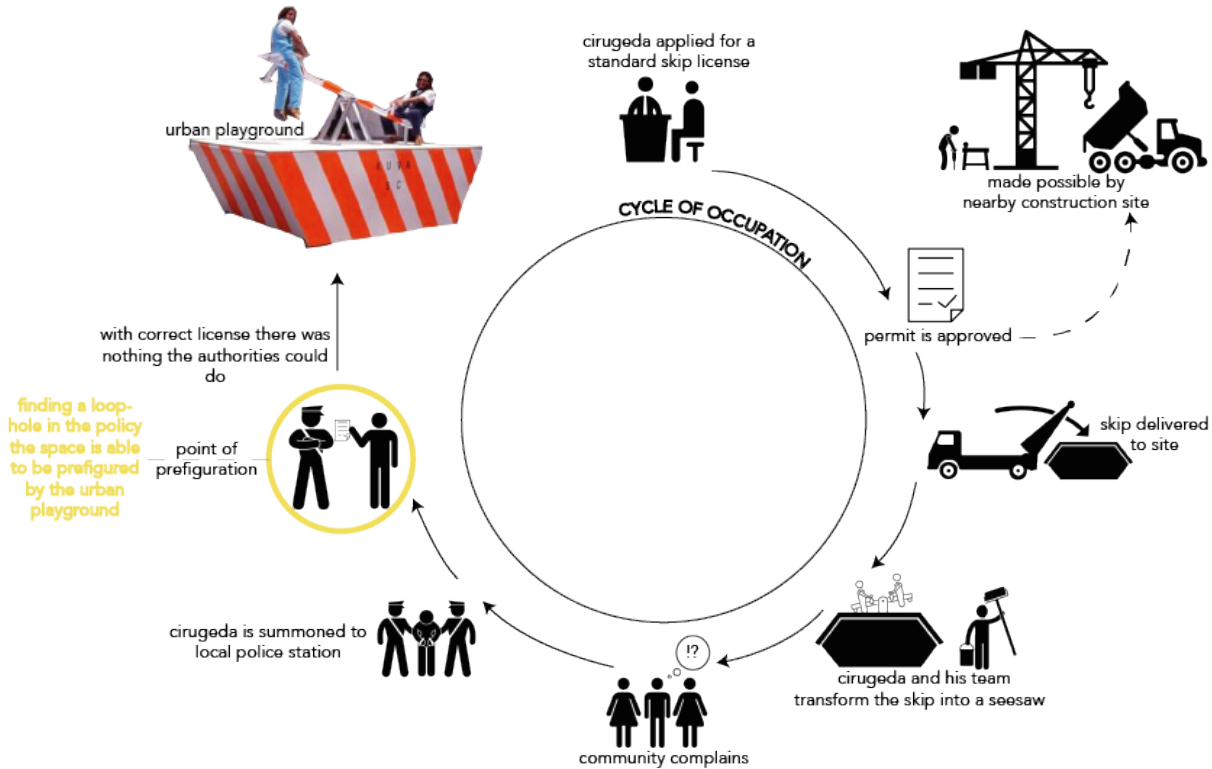 cirugeda applied for a
standard skip license
urban playground
KUVA
S C
made possible by
nearby construction site
CYCLE OF OCCUPATION
permit is approved
skip delivered
to site
cirugeda and his team
transform the skip into a seesaw
!?
community complains
cirugeda is summoned to
local police station
point of
prefiguration
finding a loop-
hole in the policy
the space is able
to be prefigured
by the urban
playground
with correct license there was
nothing the authorities could
do